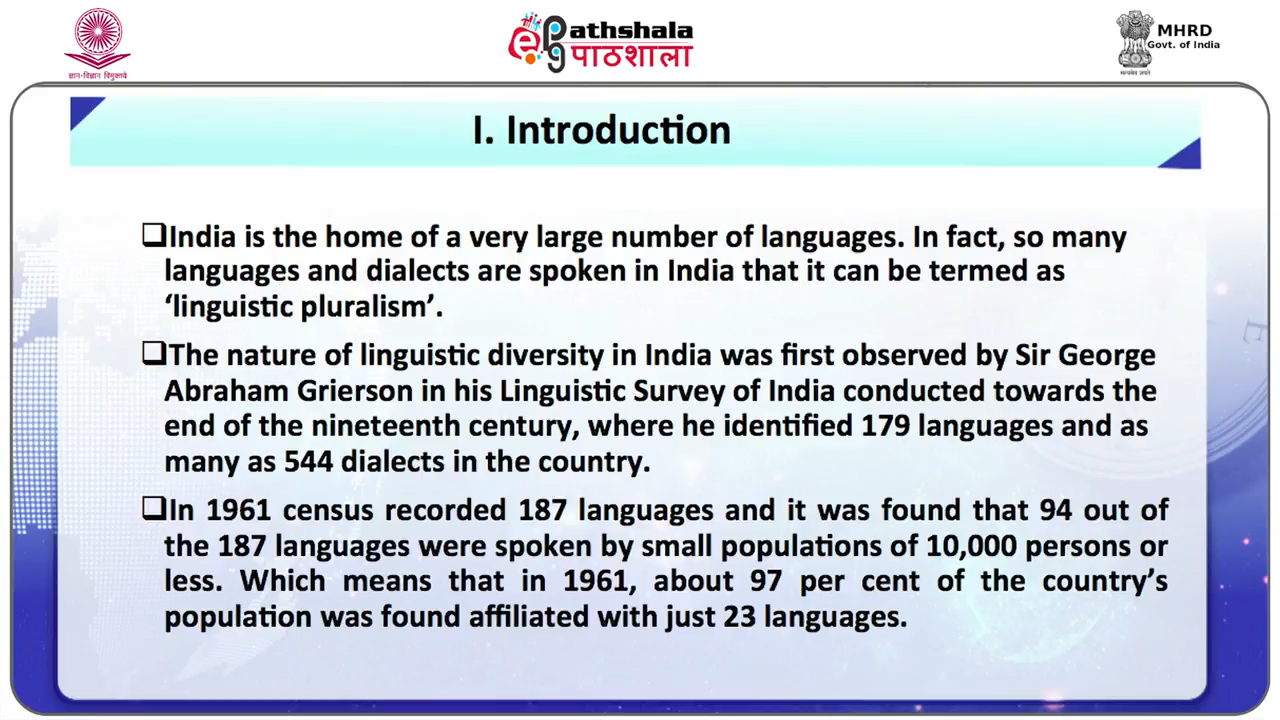 ज्ञान-विज्ञान विमुक्तये
epg Pathshala
पाठशाला
सत्यमेव जयते
MHRD
Govt. of India
I. Introduction
India is the home of a very large number of languages. In fact, so many
languages and dialects are spoken in India that it can be termed as
‘linguistic pluralism’.
The nature of linguistic diversity in India was first observed by Sir George
Abraham Grierson in his Linguistic Survey of India conducted towards the
end of the nineteenth century, where he identified 179 languages and as
many as 544 dialects in the country.
In 1961 census recorded 187 languages and it was found that 94 out of
the 187 languages were spoken by small populations of 10,000 persons or
less. Which means that in 1961, about 97 per cent of the country’s
population was found affiliated with just 23 languages.